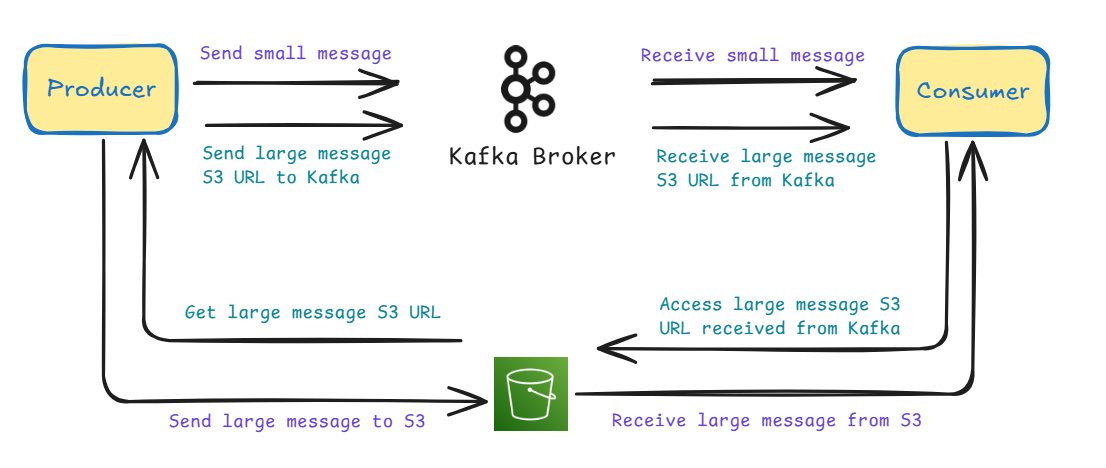 Send small message
Receive small message
Producer
Consumer
Send large message
S3 URL to Kafka
Kafka Broker
Receive large message
S3 URL from Kafka
Get large message S3 URL
Access large message S3
URL received from Kafka
Send large message to S3
Receive large message from S3